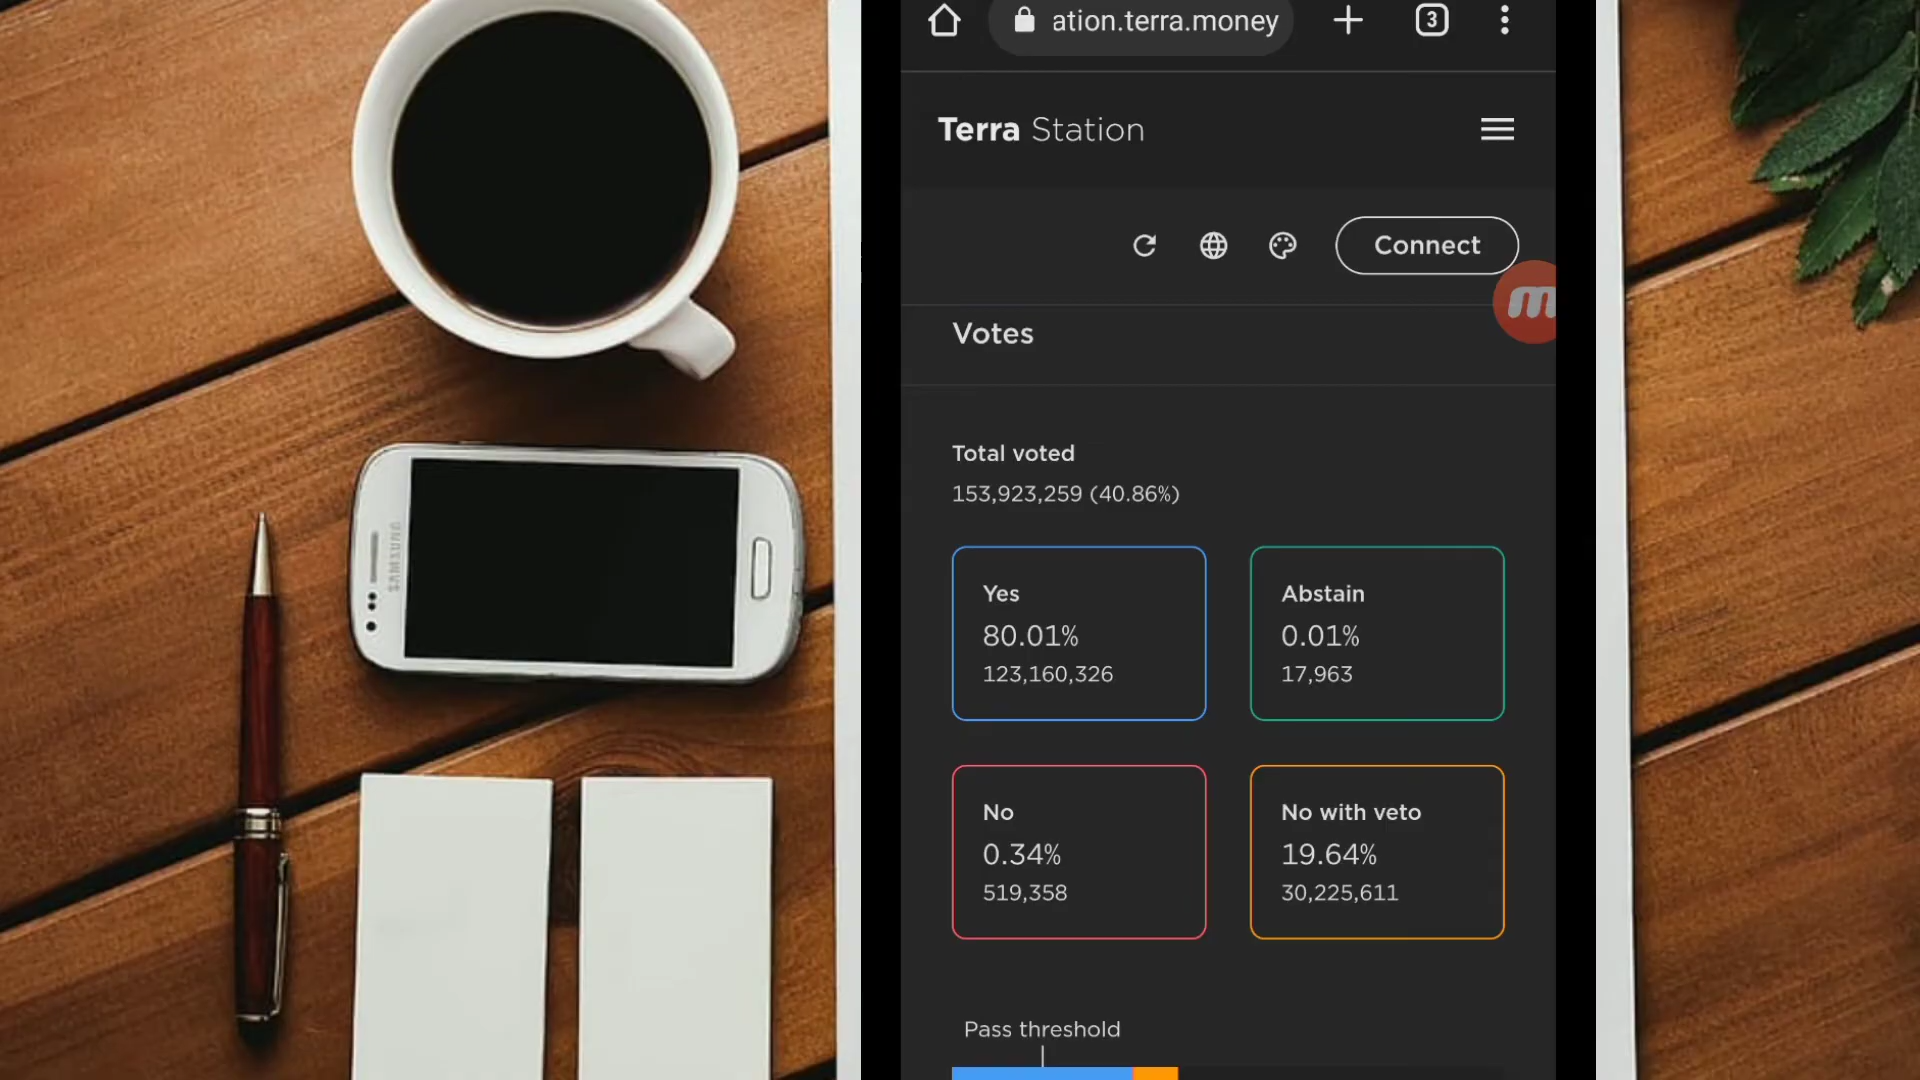 SAMSUNG
ation.terra.money
3
Terra Station
Connect
m
Votes
Total voted
153,923,259 (40.86%)
Yes
80.01%
123,160,326
Abstain
0.01%
17,963
No
0.34%
519,358
No with veto
19.64%
30,225,611
Pass threshold